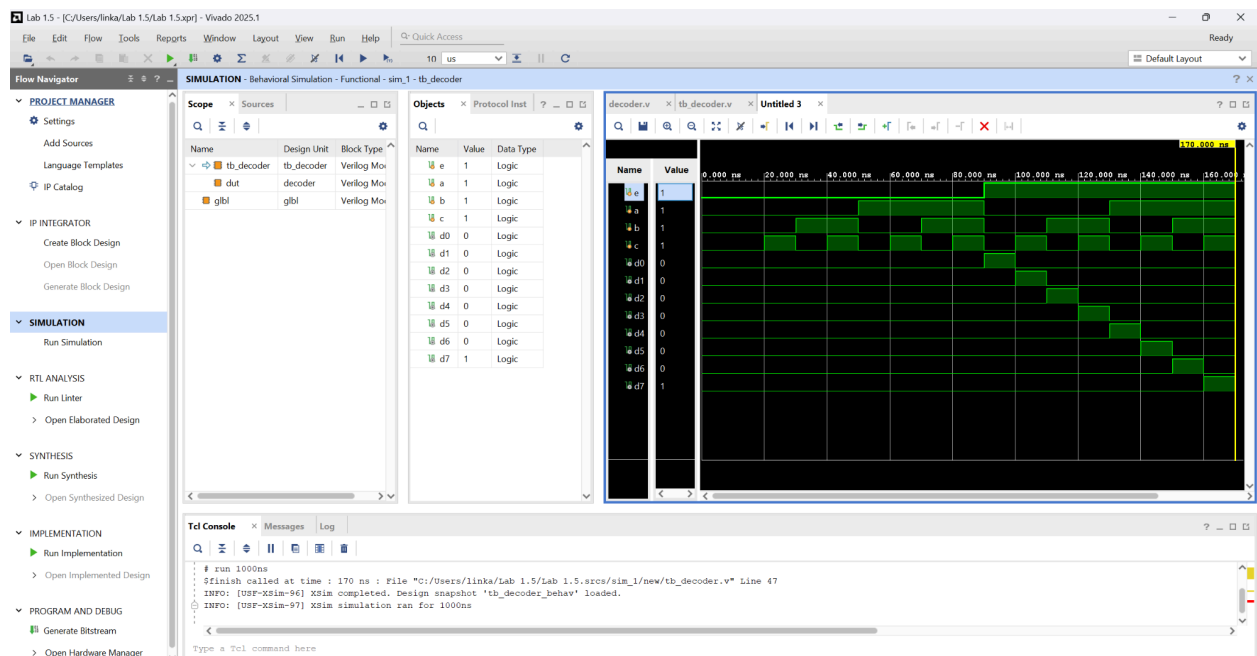 Lab 1.5 - [C:/Users/linka/Lab 1.5/Lab 1.5.xpr] - Vivado 2025.1
File Edit Flow Tools Reports Window Layout View Run Help Quick Access Ready
10 us Default Layout
Flow Navigator
SIMULATION - Behavioral Simulation - Functional - sim_1 - tb_decoder
PROJECT MANAGER
Settings
Add Sources
Language Templates
IP Catalog
IP INTEGRATOR
Create Block Design
Open Block Design
Generate Block Design
SIMULATION
Run Simulation
RTL ANALYSIS
Run Linter
Open Elaborated Design
SYNTHESIS
Run Synthesis
Open Synthesized Design
IMPLEMENTATION
Run Implementation
Open Implemented Design
PROGRAM AND DEBUG
Generate Bitstream
Open Hardware Manager
Scope Sources
Name Design Unit Block Type
tb_decoder tb_decoder Verilog Mo
dut decoder Verilog Mo
glbl glbl Verilog Mo
Objects Protocol Inst
Name Value Data Type
e 1 Logic
a 1 Logic
b 1 Logic
c 1 Logic
d0 0 Logic
d1 0 Logic
d2 0 Logic
d3 0 Logic
d4 0 Logic
d5 0 Logic
d6 0 Logic
d7 1 Logic
decoder.v tb_decoder.v Untitled 3
170.000 ns
Name Value
0.000 ns 20.000 ns 40.000 ns 60.000 ns 80.000 ns 100.000 ns 120.000 ns 140.000 ns 160.000
e 1
a 1
b 1
c 1
d0 0
d1 0
d2 0
d3 0
d4 0
d5 0
d6 0
d7 1
Tcl Console Messages Log
# run 1000ns
$finish called at time : 170 ns : File "C:/Users/linka/Lab 1.5/Lab 1.5.srcs/sim_1/new/tb_decoder.v" Line 47
INFO: [USF-XSim-96] XSim completed. Design snapshot 'tb_decoder_behav' loaded.
INFO: [USF-XSim-97] XSim simulation ran for 1000ns
Type a Tcl command here